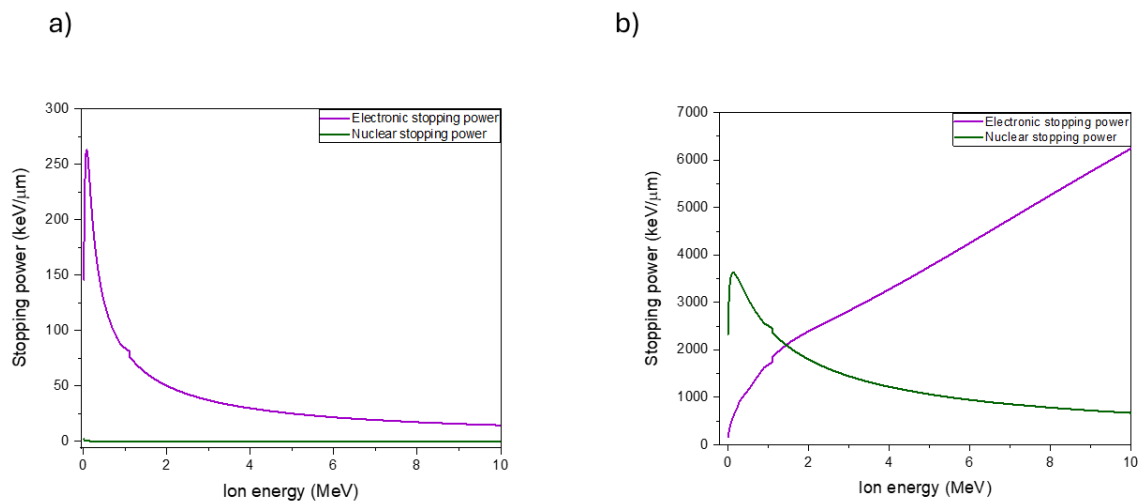 a)
300
250
200
150
100
50
0
Stopping power (keV/μm)
Electronic stopping power
Nuclear stopping power
0
2
4
6
8
10
Ion energy (MeV)
b)
7000
6000
5000
4000
3000
2000
1000
0
Stopping power (keV/μm)
Electronic stopping power
Nuclear stopping power
0
2
4
6
8
10
Ion energy (MeV)